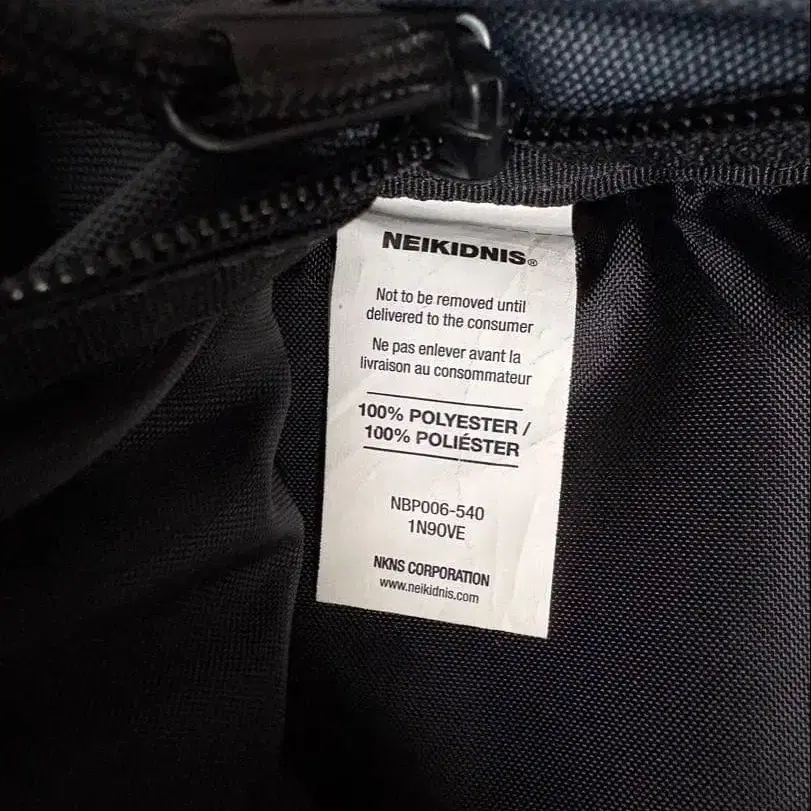 NEIKIDNIS®
Not to be removed until
delivered to the consumer
Ne pas enlever avant la
livraison au consommateur
100% POLYESTER /
100% POLIÉSTER
NBP006-540
1N9OVE
NKNS CORPORATION
www.neikidnis.com